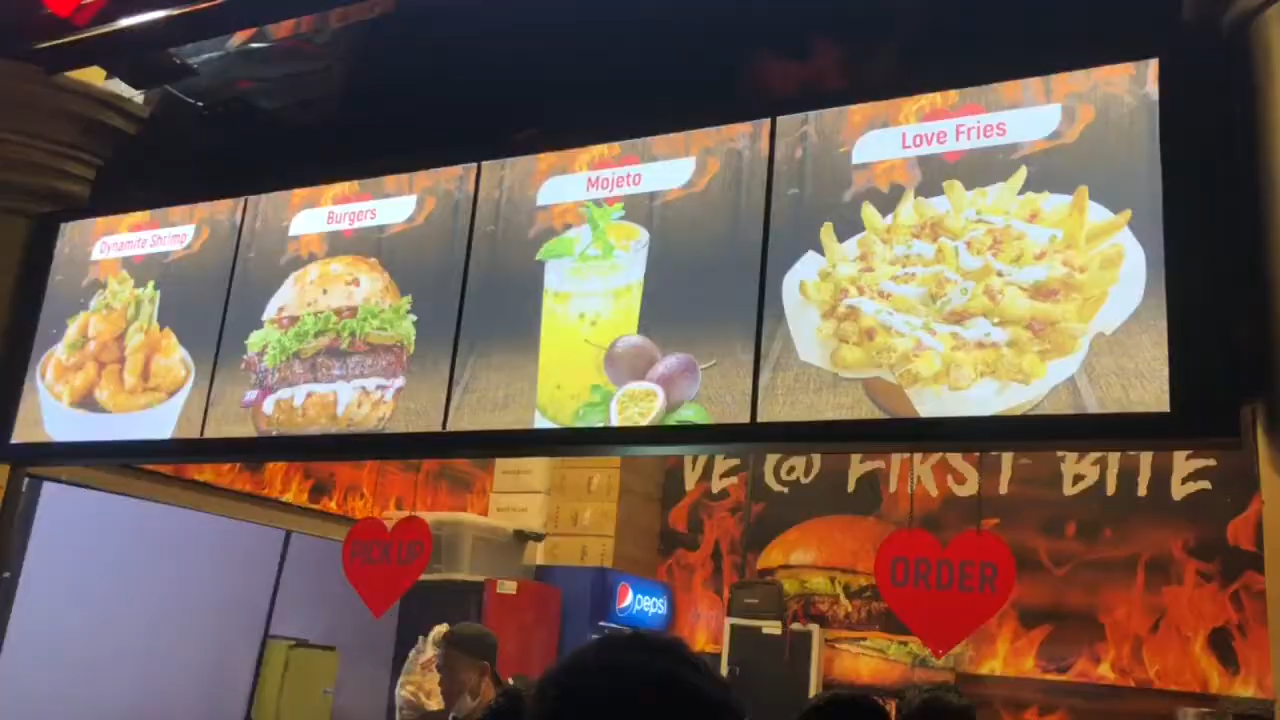 Dynamite Shrimp
Burgers
Mojeto
Love Fries
VE @ FIRST BITE
PICK UP
ORDER
pepsi